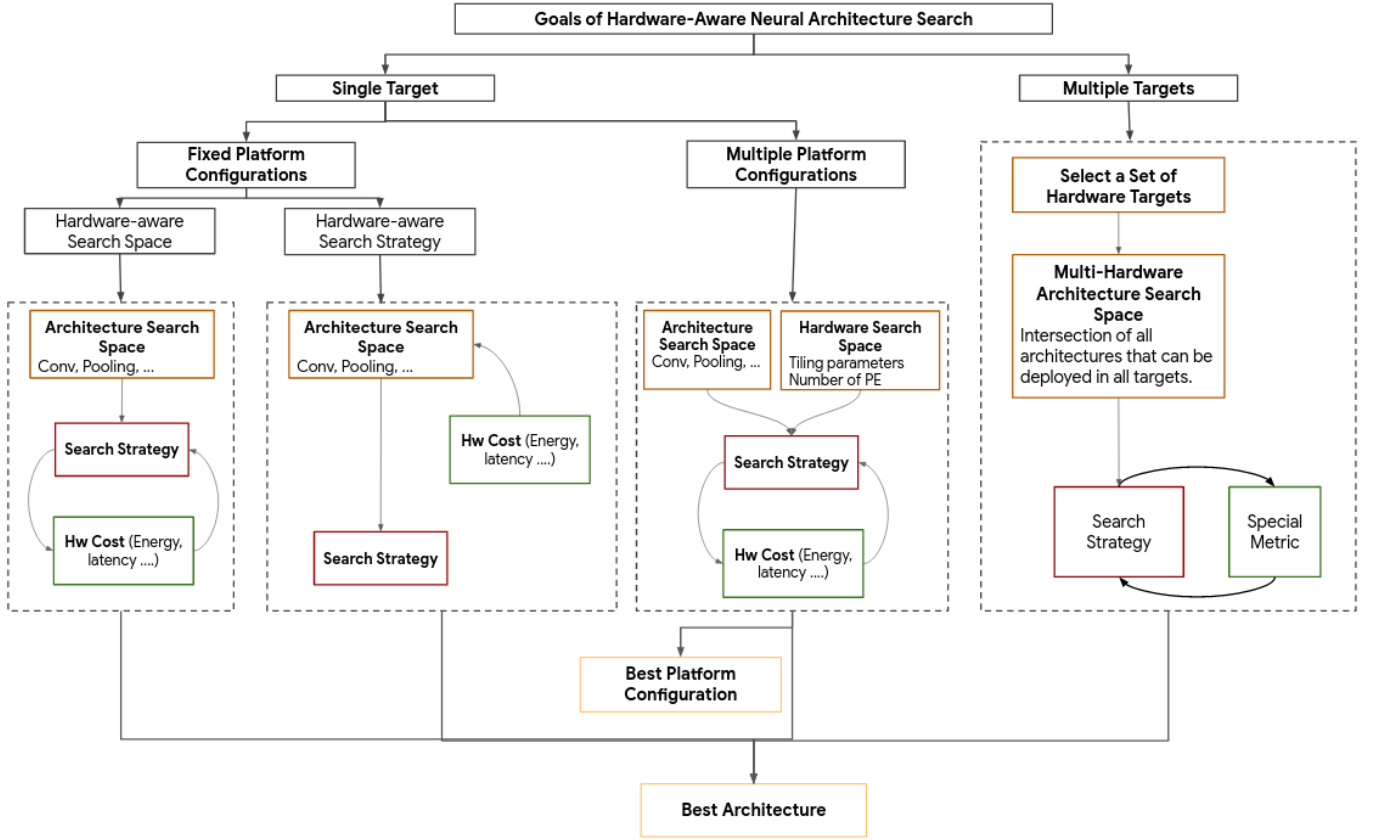 Goals of Hardware-Aware Neural Architecture Search
Single Target
Multiple Targets
Fixed Platform
Configurations
Multiple Platform
Configurations
Hardware-aware
Search Space
Hardware-aware
Search Strategy
Architecture Search
Space
Conv, Pooling, ...
Search Strategy
Hw Cost (Energy,
latency ....)
Architecture Search
Space
Conv, Pooling, ...
Hw Cost (Energy,
latency ....)
Search Strategy
Architecture
Search Space
Conv, Pooling, ...
Hardware Search
Space
Tiling parameters
Number of PE
Search Strategy
Hw Cost (Energy,
latency ....)
Select a Set of
Hardware Targets
Multi-Hardware
Architecture Search
Space
Intersection of all
architectures that can be
deployed in all targets.
Search
Strategy
Special
Metric
Best Platform
Configuration
Best Architecture